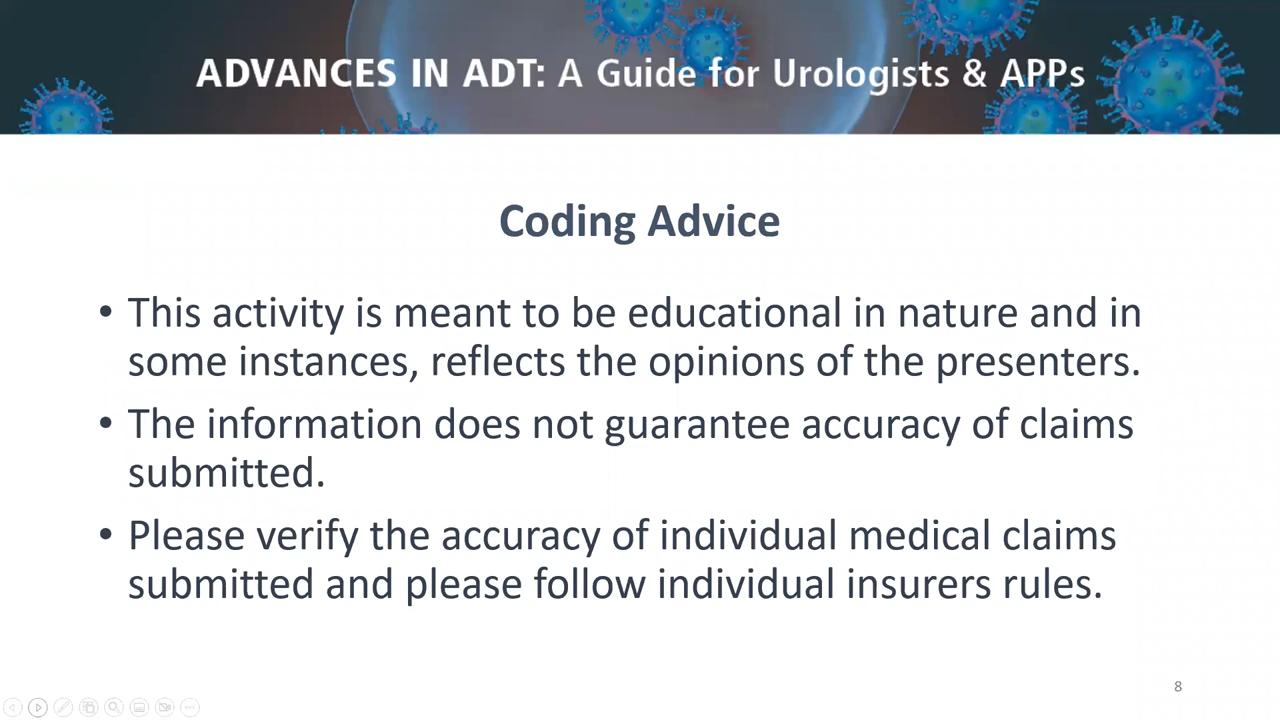 ADVANCES IN ADT: A Guide for Urologists & APPs
Coding Advice
• This activity is meant to be educational in nature and in
some instances, reflects the opinions of the presenters.
• The information does not guarantee accuracy of claims
submitted.
• Please verify the accuracy of individual medical claims
submitted and please follow individual insurers rules.
8